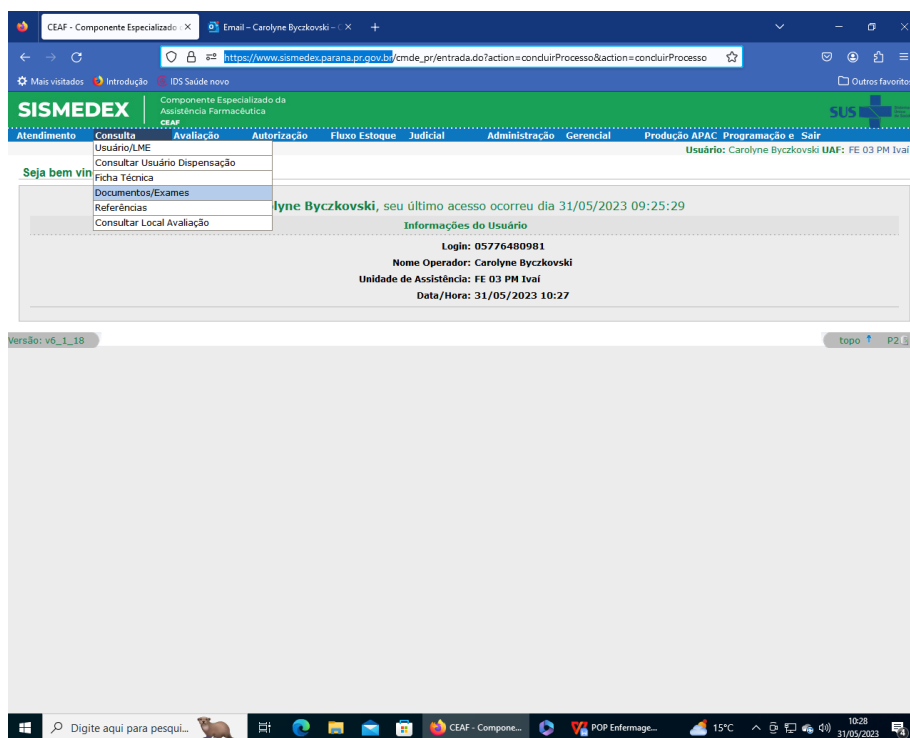 CEAF - Componente Especializado
Email – Carolyne Byczkovski –
https://www.sismedex.parana.pr.gov.br/cmde_pr/entrada.do?action=concluirProcesso&action=concluirProcesso
Mais visitados Introdução IDS Saúde novo Outros favoritos
SISMEDEX Componente Especializado da
Assistência Farmacêutica
CEAF
SUS
Atendimento Consulta Avaliação Autorização Fluxo Estoque Judicial Administração Gerencial Produção APAC Programação e Sair
Usuário: Carolyne Byczkovski UAF: FE 03 PM Ivaí
Usuário/LME
Consultar Usuário Dispensação
Ficha Técnica
Documentos/Exames
Referências
Consultar Local Avaliação
Seja bem vin
lyne Byczkovski, seu último acesso ocorreu dia 31/05/2023 09:25:29
Informações do Usuário
Login: 05776480981
Nome Operador: Carolyne Byczkovski
Unidade de Assistência: FE 03 PM Ivaí
Data/Hora: 31/05/2023 10:27
Versão: v6_1_18 topo P2
Digite aqui para pesqui... CEAF - Compone... POP Enfermage... 15°C 10:28
31/05/2023